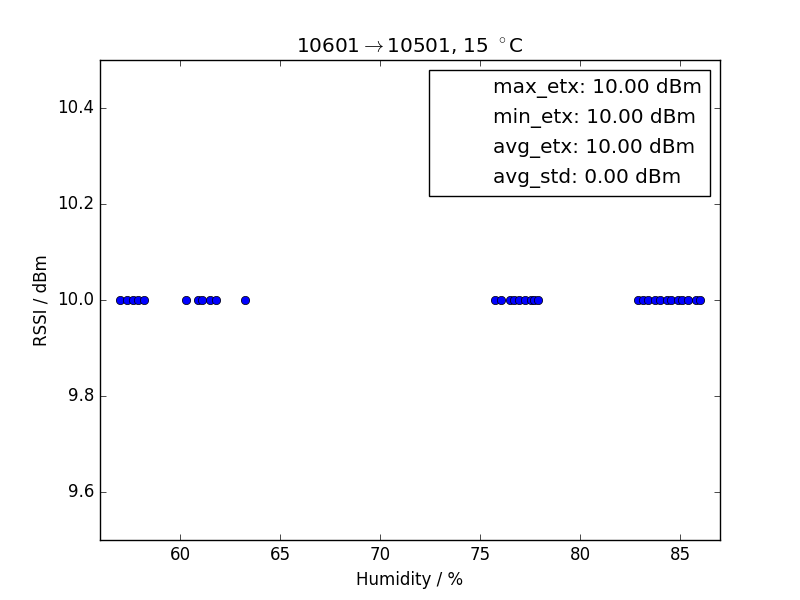 10601→10501, 15 °C
max_etx: 10.00 dBm
min_etx: 10.00 dBm
avg_etx: 10.00 dBm
avg_std: 0.00 dBm
RSSI / dBm
10.4
10.2
10.0
9.8
9.6
60 65 70 75 80 85
Humidity / %